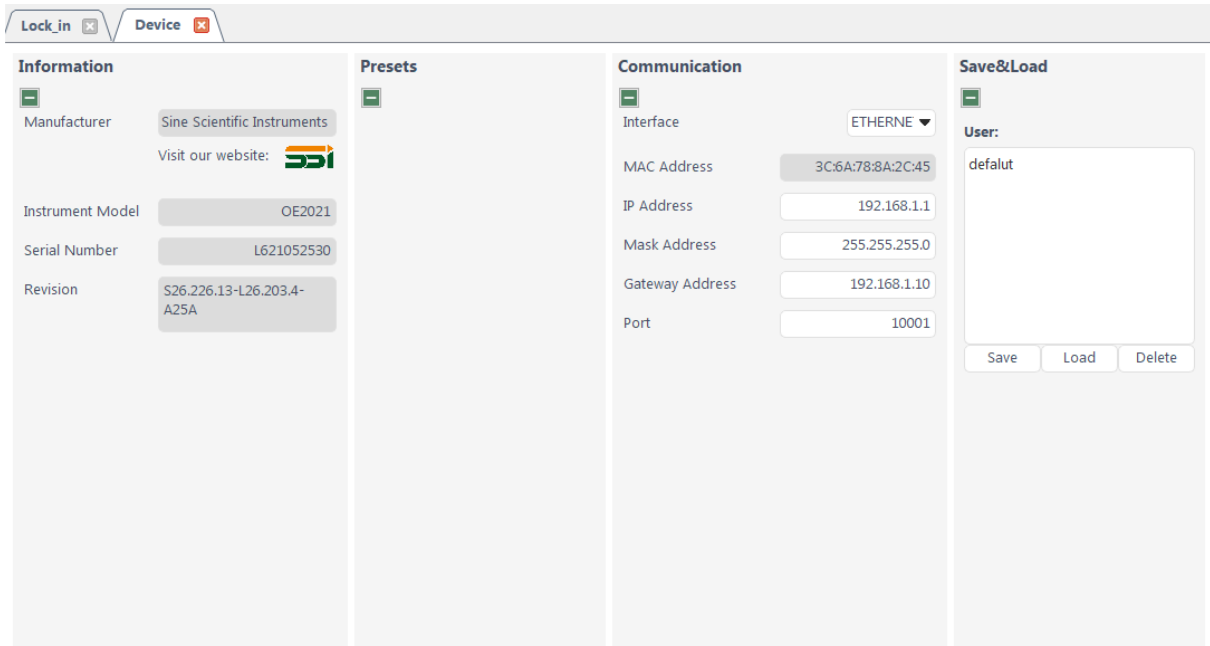 Lock_in
Device
Information
Manufacturer
Sine Scientific Instruments
Visit our website:
SSI
Instrument Model
OE2021
Serial Number
L621052530
Revision
S26.226.13-L26.203.4-
A25A
Presets
Communication
Interface
ETHERNE
MAC Address
3C:6A:78:8A:2C:45
IP Address
192.168.1.1
Mask Address
255.255.255.0
Gateway Address
192.168.1.10
Port
10001
Save&Load
User:
defalut
Save
Load
Delete